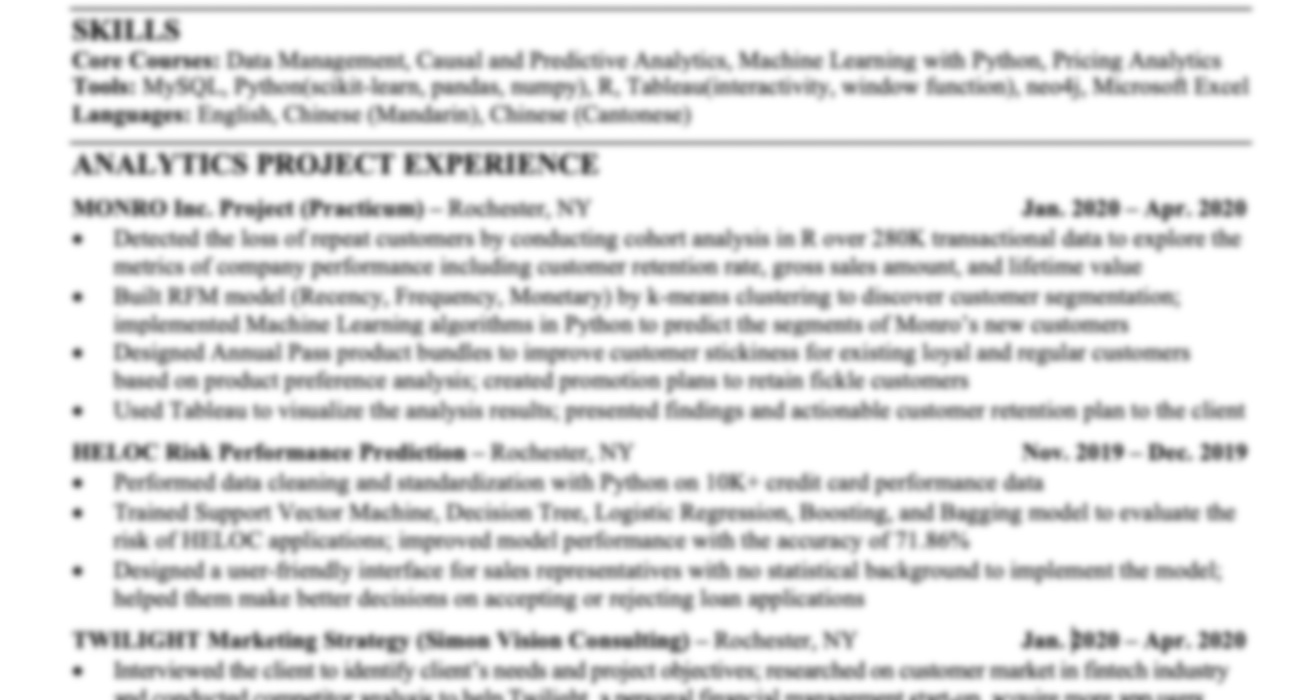 SKILLS
Core Courses: Data Management, Causal and Predictive Analytics, Machine Learning with Python, Pricing Analytics
Tools: MySQL, Python(scikit-learn, pandas, numpy), R, Tableau(interactivity, window function), neo4j, Microsoft Excel
Languages: English, Chinese (Mandarin), Chinese (Cantonese)
ANALYTICS PROJECT EXPERIENCE
MONRO Inc. Project (Practicum) – Rochester, NY Jan. 2020 – Apr. 2020
• Detected the loss of repeat customers by conducting cohort analysis in R over 280K transactional data to explore the
metrics of company performance including customer retention rate, gross sales amount, and lifetime value
• Built RFM model (Recency, Frequency, Monetary) by k-means clustering to discover customer segmentation;
implemented Machine Learning algorithms in Python to predict the segments of Monro's new customers
• Designed Annual Pass product bundles to improve customer stickiness for existing loyal and regular customers
based on product preference analysis; created promotion plans to retain fickle customers
• Used Tableau to visualize the analysis results; presented findings and actionable customer retention plan to the client
HELOC Risk Performance Prediction – Rochester, NY Nov. 2019 – Dec. 2019
• Performed data cleaning and standardization with Python on 10K+ credit card performance data
• Trained Support Vector Machine, Decision Tree, Logistic Regression, Boosting, and Bagging model to evaluate the
risk of HELOC applications; improved model performance with the accuracy of 71.86%
• Designed a user-friendly interface for sales representatives with no statistical background to implement the model;
helped them make better decisions on accepting or rejecting loan applications
TWILIGHT Marketing Strategy (Simon Vision Consulting) – Rochester, NY Jan. 2020 – Apr. 2020
• Interviewed the client to identify client's needs and project objectives; researched on customer market in fintech industry
and conducted competitor analysis to help Twilight, a personal financial management start-up, acquire more app users